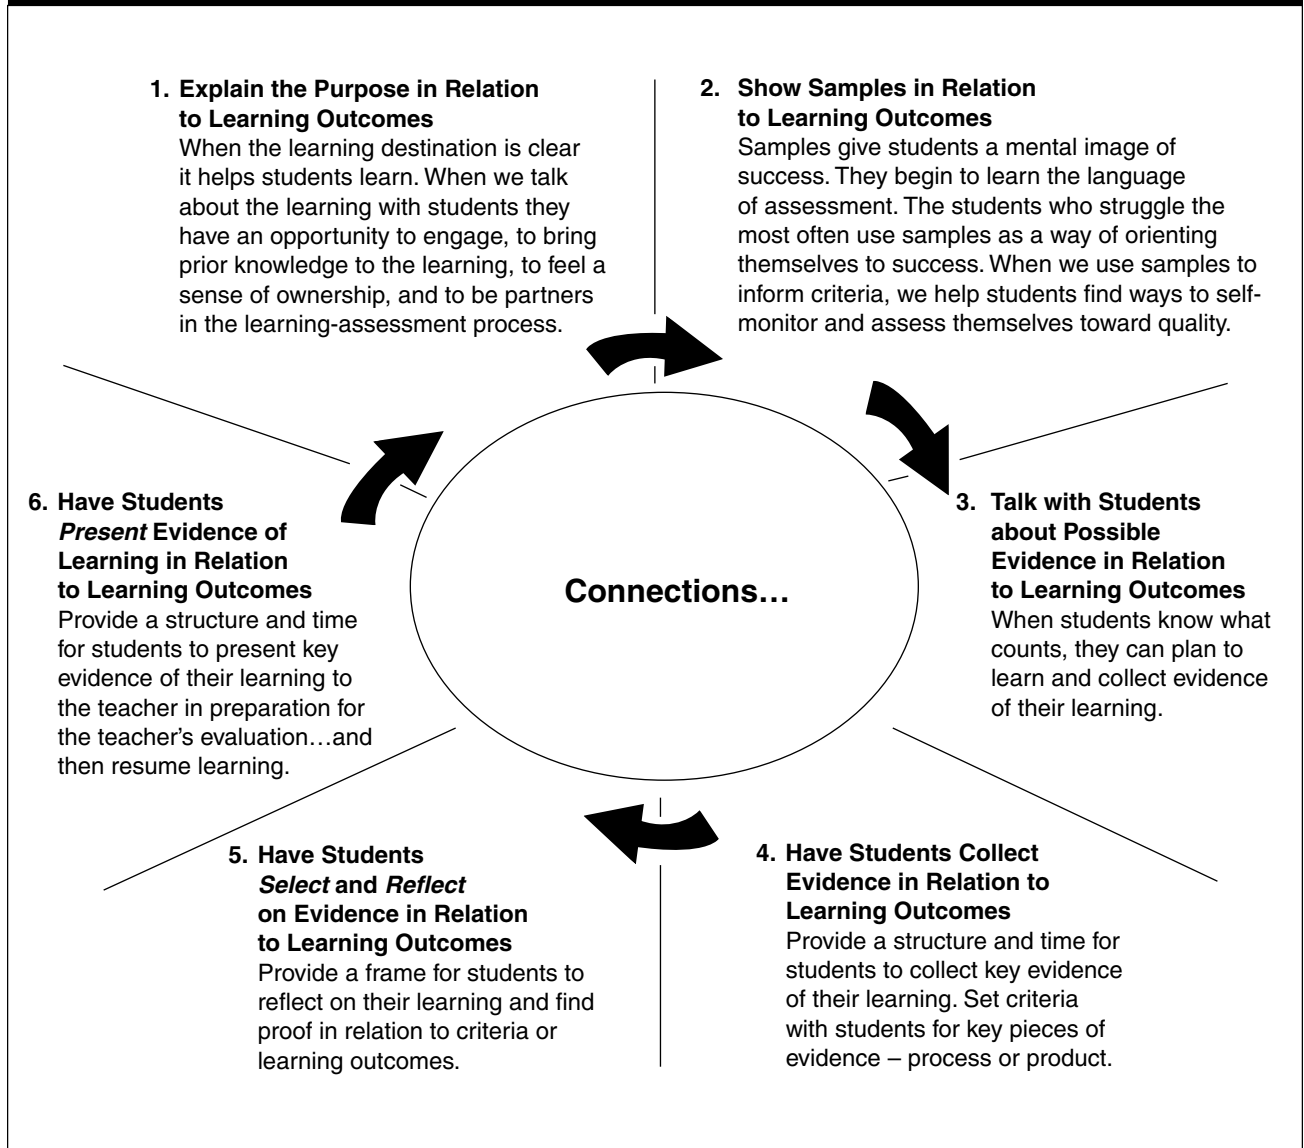 1. Explain the Purpose in Relation
to Learning Outcomes
When the learning destination is clear
it helps students learn. When we talk
about the learning with students they
have an opportunity to engage, to bring
prior knowledge to the learning, to feel a
sense of ownership, and to be partners
in the learning-assessment process.
2. Show Samples in Relation
to Learning Outcomes
Samples give students a mental image of
success. They begin to learn the language
of assessment. The students who struggle the
most often use samples as a way of orienting
themselves to success. When we use samples to
inform criteria, we help students find ways to self-
monitor and assess themselves toward quality.
3. Talk with Students
about Possible
Evidence in Relation
to Learning Outcomes
When students know what
counts, they can plan to
learn and collect evidence
of their learning.
4. Have Students Collect
Evidence in Relation to
Learning Outcomes
Provide a structure and time for
students to collect key evidence
of their learning. Set criteria
with students for key pieces of
evidence – process or product.
5. Have Students
Select and Reflect
on Evidence in Relation
to Learning Outcomes
Provide a frame for students to
reflect on their learning and find
proof in relation to criteria or
learning outcomes.
6. Have Students
Present Evidence of
Learning in Relation
to Learning Outcomes
Provide a structure and time
for students to present key
evidence of their learning to
the teacher in preparation for
the teacher's evaluation…and
then resume learning.
Connections…